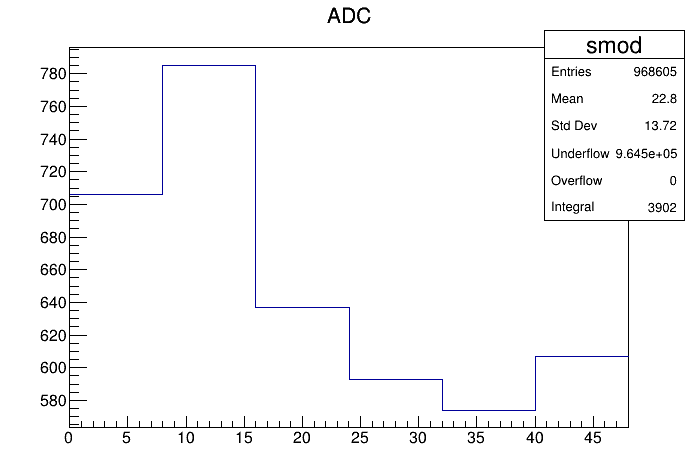 ADC
smod
Entries 968605
Mean 22.8
Std Dev 13.72
Underflow 9.645e+05
Overflow 0
Integral 3902
780
760
740
720
700
680
660
640
620
600
580
0 5 10 15 20 25 30 35 40 45